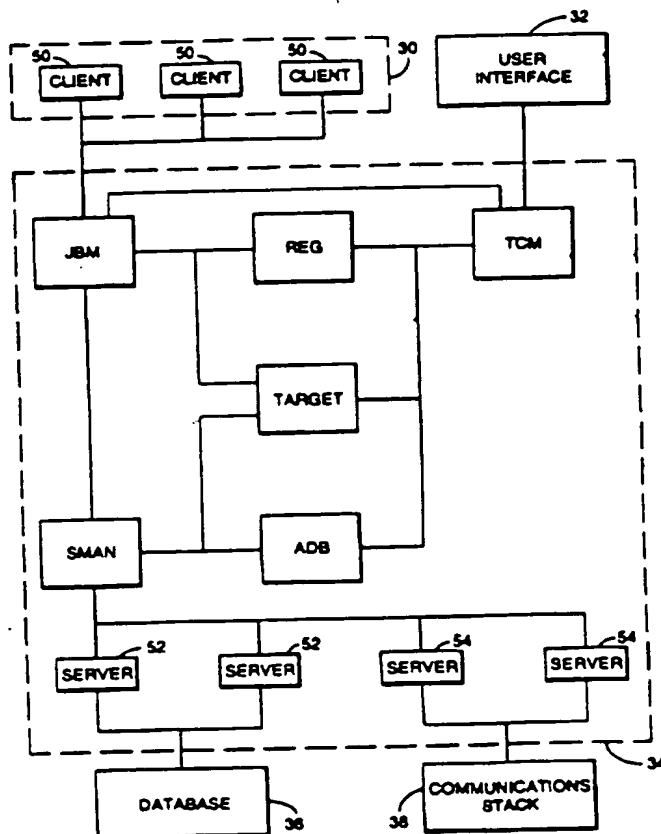 50 50 50 30 32
CLIENT CLIENT CLIENT
USER
INTERFACE
JBM REG TCM
TARGET
SMAN ADB
52 52 54 54
SERVER SERVER SERVER SERVER
34
DATABASE 36
COMMUNICATIONS
STACK
38